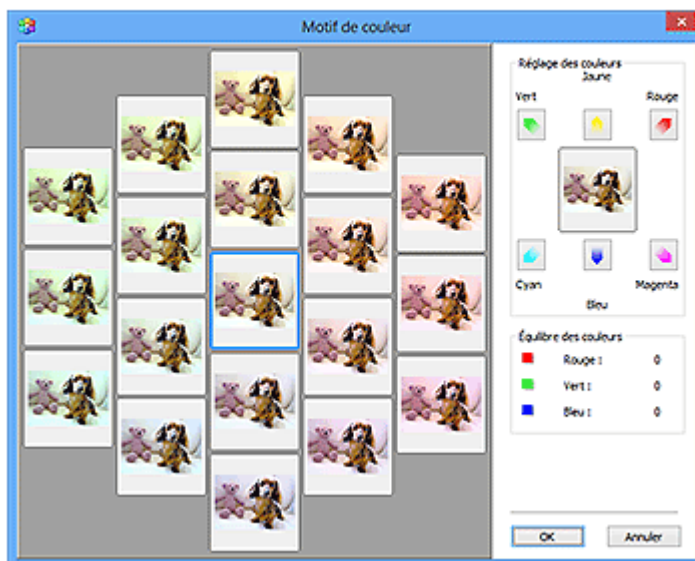 Motif de couleur
Réglage des couleurs
Jaune
Vert Rouge
Cyan Magenta
Bleu
Équilibre des couleurs
Rouge : 0
Vert : 0
Bleu : 0
OK Annuler